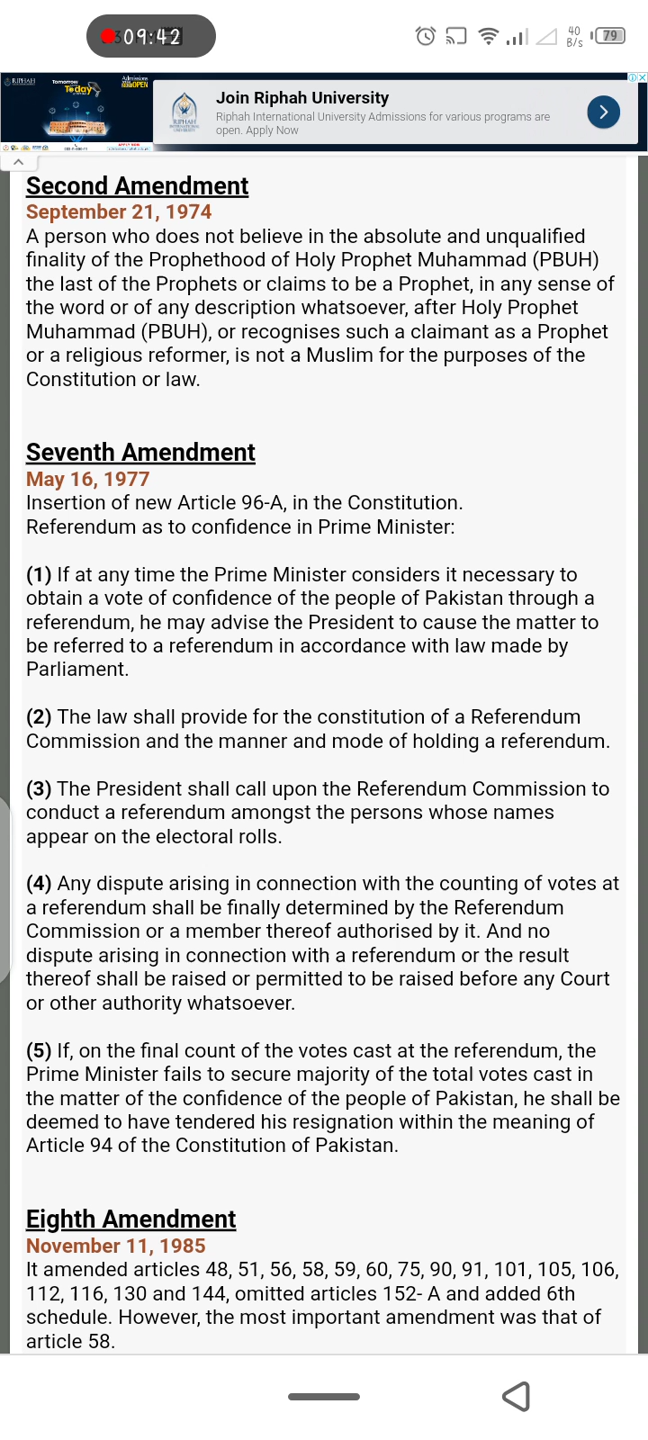 09:42
40
B/s
79
RIPHAH
Tomorrow
Today
Admissions
OPEN
Join Riphah University
Riphah International University Admissions for various programs are
open. Apply Now
Second Amendment
September 21, 1974
A person who does not believe in the absolute and unqualified
finality of the Prophethood of Holy Prophet Muhammad (PBUH)
the last of the Prophets or claims to be a Prophet, in any sense of
the word or of any description whatsoever, after Holy Prophet
Muhammad (PBUH), or recognises such a claimant as a Prophet
or a religious reformer, is not a Muslim for the purposes of the
Constitution or law.
Seventh Amendment
May 16, 1977
Insertion of new Article 96-A, in the Constitution.
Referendum as to confidence in Prime Minister:
(1) If at any time the Prime Minister considers it necessary to
obtain a vote of confidence of the people of Pakistan through a
referendum, he may advise the President to cause the matter to
be referred to a referendum in accordance with law made by
Parliament.
(2) The law shall provide for the constitution of a Referendum
Commission and the manner and mode of holding a referendum.
(3) The President shall call upon the Referendum Commission to
conduct a referendum amongst the persons whose names
appear on the electoral rolls.
(4) Any dispute arising in connection with the counting of votes at
a referendum shall be finally determined by the Referendum
Commission or a member thereof authorised by it. And no
dispute arising in connection with a referendum or the result
thereof shall be raised or permitted to be raised before any Court
or other authority whatsoever.
(5) If, on the final count of the votes cast at the referendum, the
Prime Minister fails to secure majority of the total votes cast in
the matter of the confidence of the people of Pakistan, he shall be
deemed to have tendered his resignation within the meaning of
Article 94 of the Constitution of Pakistan.
Eighth Amendment
November 11, 1985
It amended articles 48, 51, 56, 58, 59, 60, 75, 90, 91, 101, 105, 106,
112, 116, 130 and 144, omitted articles 152- A and added 6th
schedule. However, the most important amendment was that of
article 58.